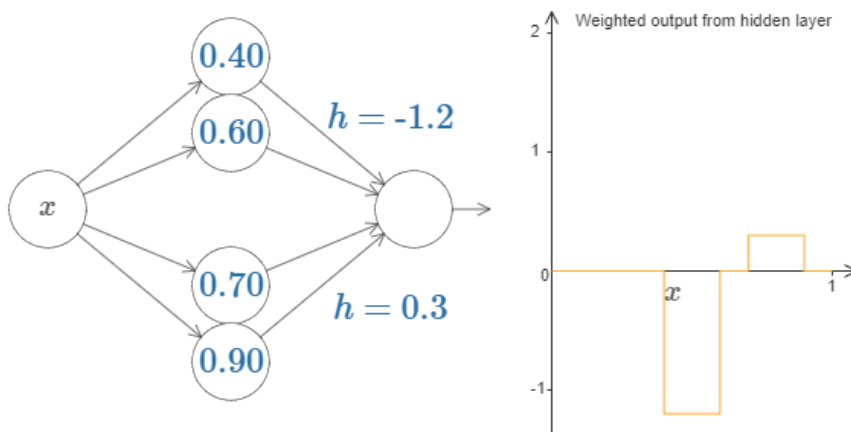 0.40
h = -1.2
0.60
x
0.70
h = 0.3
0.90
Weighted output from hidden layer
2
1
0
x
1
-1